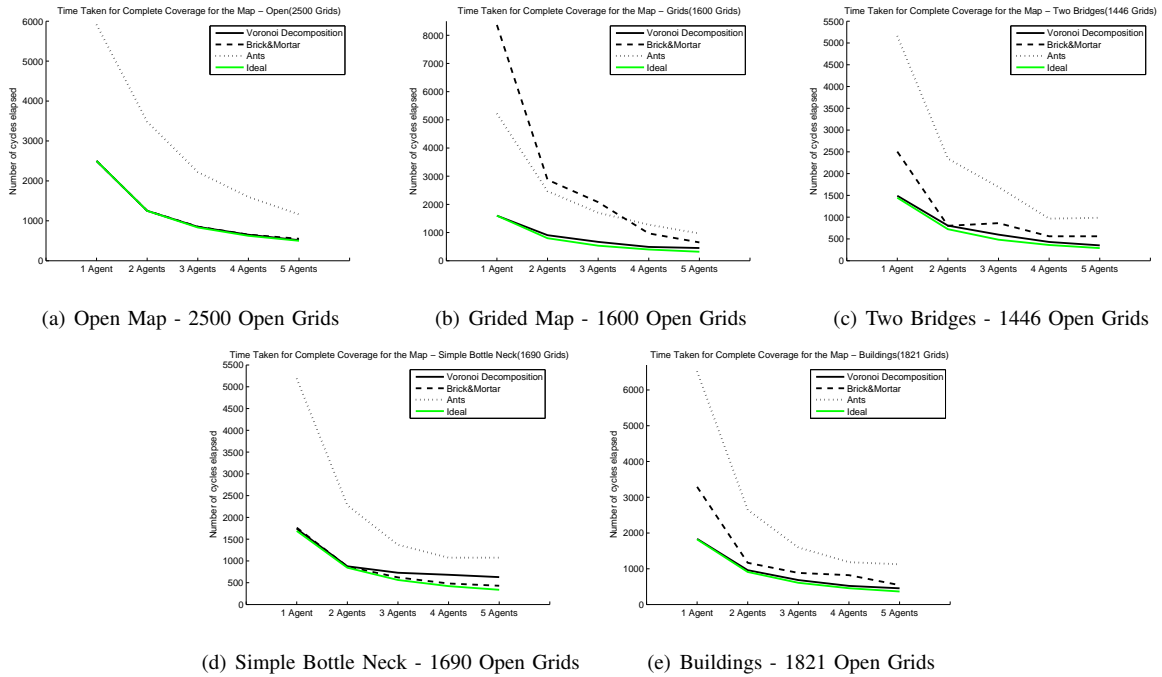 Time Taken for Complete Coverage for the Map – Open(2500 Grids)
6000
5000
4000
3000
2000
1000
0
Number of cycles elapsed
Voronoi Decomposition
Brick&Mortar
Ants
Ideal
1 Agent 2 Agents 3 Agents 4 Agents 5 Agents
(a) Open Map - 2500 Open Grids
Time Taken for Complete Coverage for the Map – Grids(1600 Grids)
8000
7000
6000
5000
4000
3000
2000
1000
0
Number of cycles elapsed
Voronoi Decomposition
Brick&Mortar
Ants
Ideal
1 Agent 2 Agents 3 Agents 4 Agents 5 Agents
(b) Grided Map - 1600 Open Grids
Time Taken for Complete Coverage for the Map – Two Bridges(1446 Grids)
5500
5000
4500
4000
3500
3000
2500
2000
1500
1000
500
0
Number of cycles elapsed
Voronoi Decomposition
Brick&Mortar
Ants
Ideal
1 Agent 2 Agents 3 Agents 4 Agents 5 Agents
(c) Two Bridges - 1446 Open Grids
Time Taken for Complete Coverage for the Map – Simple Bottle Neck(1690 Grids)
5500
5000
4500
4000
3500
3000
2500
2000
1500
1000
500
0
Number of cycles elapsed
Voronoi Decomposition
Brick&Mortar
Ants
Ideal
1 Agent 2 Agents 3 Agents 4 Agents 5 Agents
(d) Simple Bottle Neck - 1690 Open Grids
Time Taken for Complete Coverage for the Map – Buildings(1821 Grids)
6000
5000
4000
3000
2000
1000
0
Number of cycles elapsed
Voronoi Decomposition
Brick&Mortar
Ants
Ideal
1 Agent 2 Agents 3 Agents 4 Agents 5 Agents
(e) Buildings - 1821 Open Grids